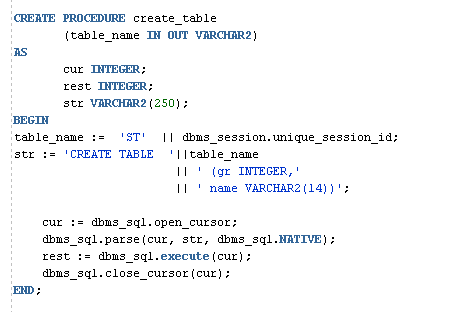 CREATE PROCEDURE create_table
(table_name IN OUT VARCHAR2)
AS
cur INTEGER;
rest INTEGER;
str VARCHAR2(250);
BEGIN
table_name := 'ST' || dbms_session.unique_session_id;
str := 'CREATE TABLE '||table_name
|| ' (gr INTEGER,'
|| ' name VARCHAR2(14))';
cur := dbms_sql.open_cursor;
dbms_sql.parse(cur, str, dbms_sql.NATIVE);
rest := dbms_sql.execute(cur);
dbms_sql.close_cursor(cur);
END;